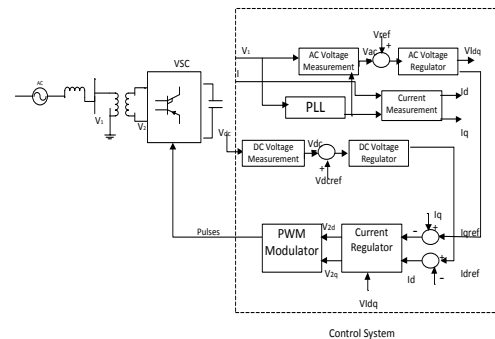 Vref
VSC
V1
Vac
+
AC Voltage
Measurement
AC Voltage
Regulator
VIdq
AC
I
PLL
Current
Measurement
Id
Iq
V1
V2
Vdc
DC Voltage
Measurement
Vdc
+
Vdcref
DC Voltage
Regulator
Iq
Pulses
PWM
Modulator
V2d
V2q
Current
Regulator
-
+
Iqref
Id
+
-
Idref
VIdq
Control System